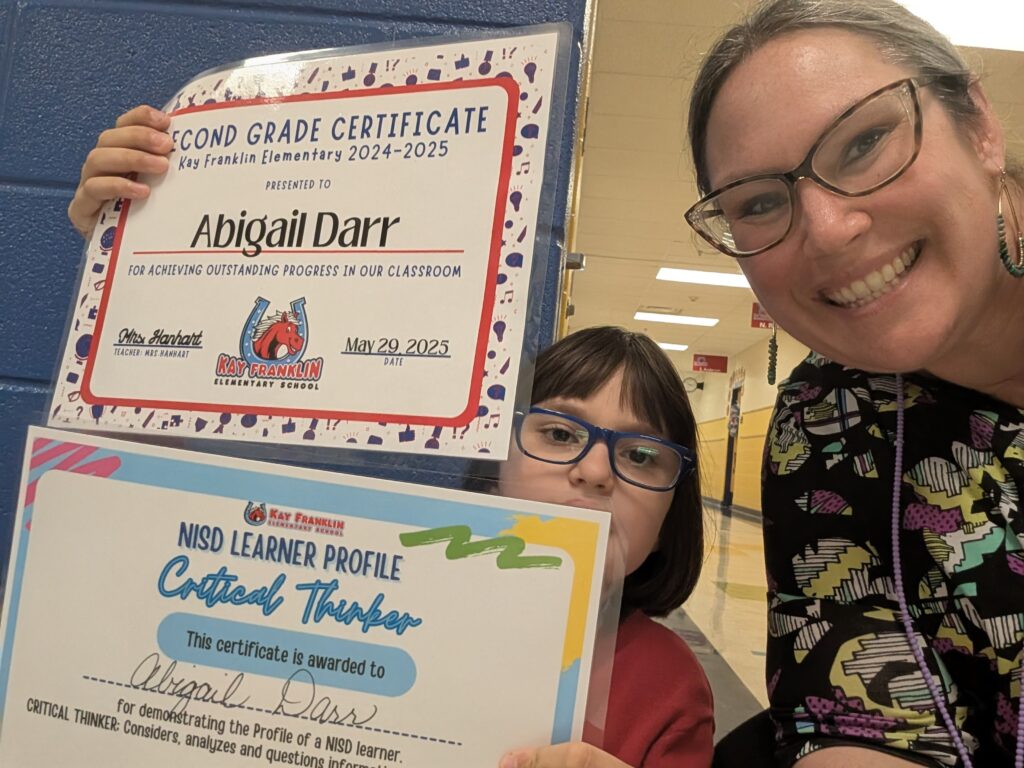 SECOND GRADE CERTIFICATE
Kay Franklin Elementary 2024-2025
PRESENTED TO
Abigail Darr
FOR ACHIEVING OUTSTANDING PROGRESS IN OUR CLASSROOM
Mrs. Hanhart
TEACHER: MRS. HANHART
KAY FRANKLIN
ELEMENTARY SCHOOL
May 29, 2025
DATE
KAY FRANKLIN
ELEMENTARY SCHOOL
NISD LEARNER PROFILE
Critical Thinker
This certificate is awarded to
Abigail Darr
for demonstrating the Profile of a NISD learner.
CRITICAL THINKER: Considers, analyzes and questions